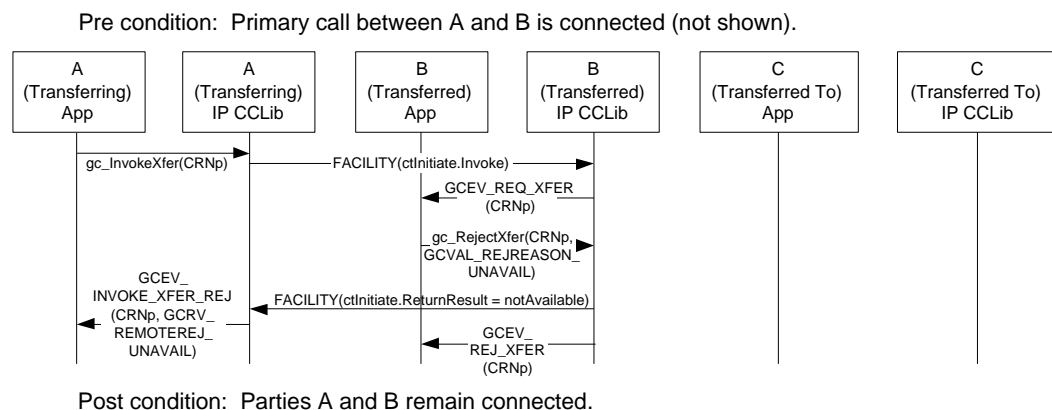 Pre condition:  Primary call between A and B is connected (not shown).
A
(Transferring)
App
A
(Transferring)
IP CCLib
B
(Transferred)
App
B
(Transferred)
IP CCLib
C
(Transferred To)
App
C
(Transferred To)
IP CCLib
gc_InvokeXfer(CRNp)
FACILITY(ctInitiate.Invoke)
GCEV_REQ_XFER
(CRNp)
gc_RejectXfer(CRNp,
GCVAL_REJREASON_
UNAVAIL)
GCEV_
INVOKE_XFER_REJ
(CRNp, GCRV_
REMOTEREJ_
UNAVAIL)
FACILITY(ctInitiate.ReturnResult = notAvailable)
GCEV_
REJ_XFER
(CRNp)
Post condition:  Parties A and B remain connected.